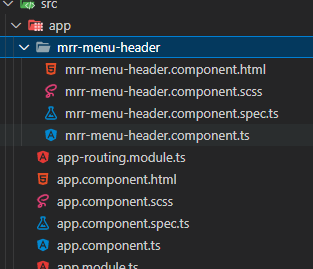 src
app
mrr-menu-header
mrr-menu-header.component.html
mrr-menu-header.component.scss
mrr-menu-header.component.spec.ts
mrr-menu-header.component.ts
app-routing.module.ts
app.component.html
app.component.scss
app.component.spec.ts
app.component.ts
app.module.ts